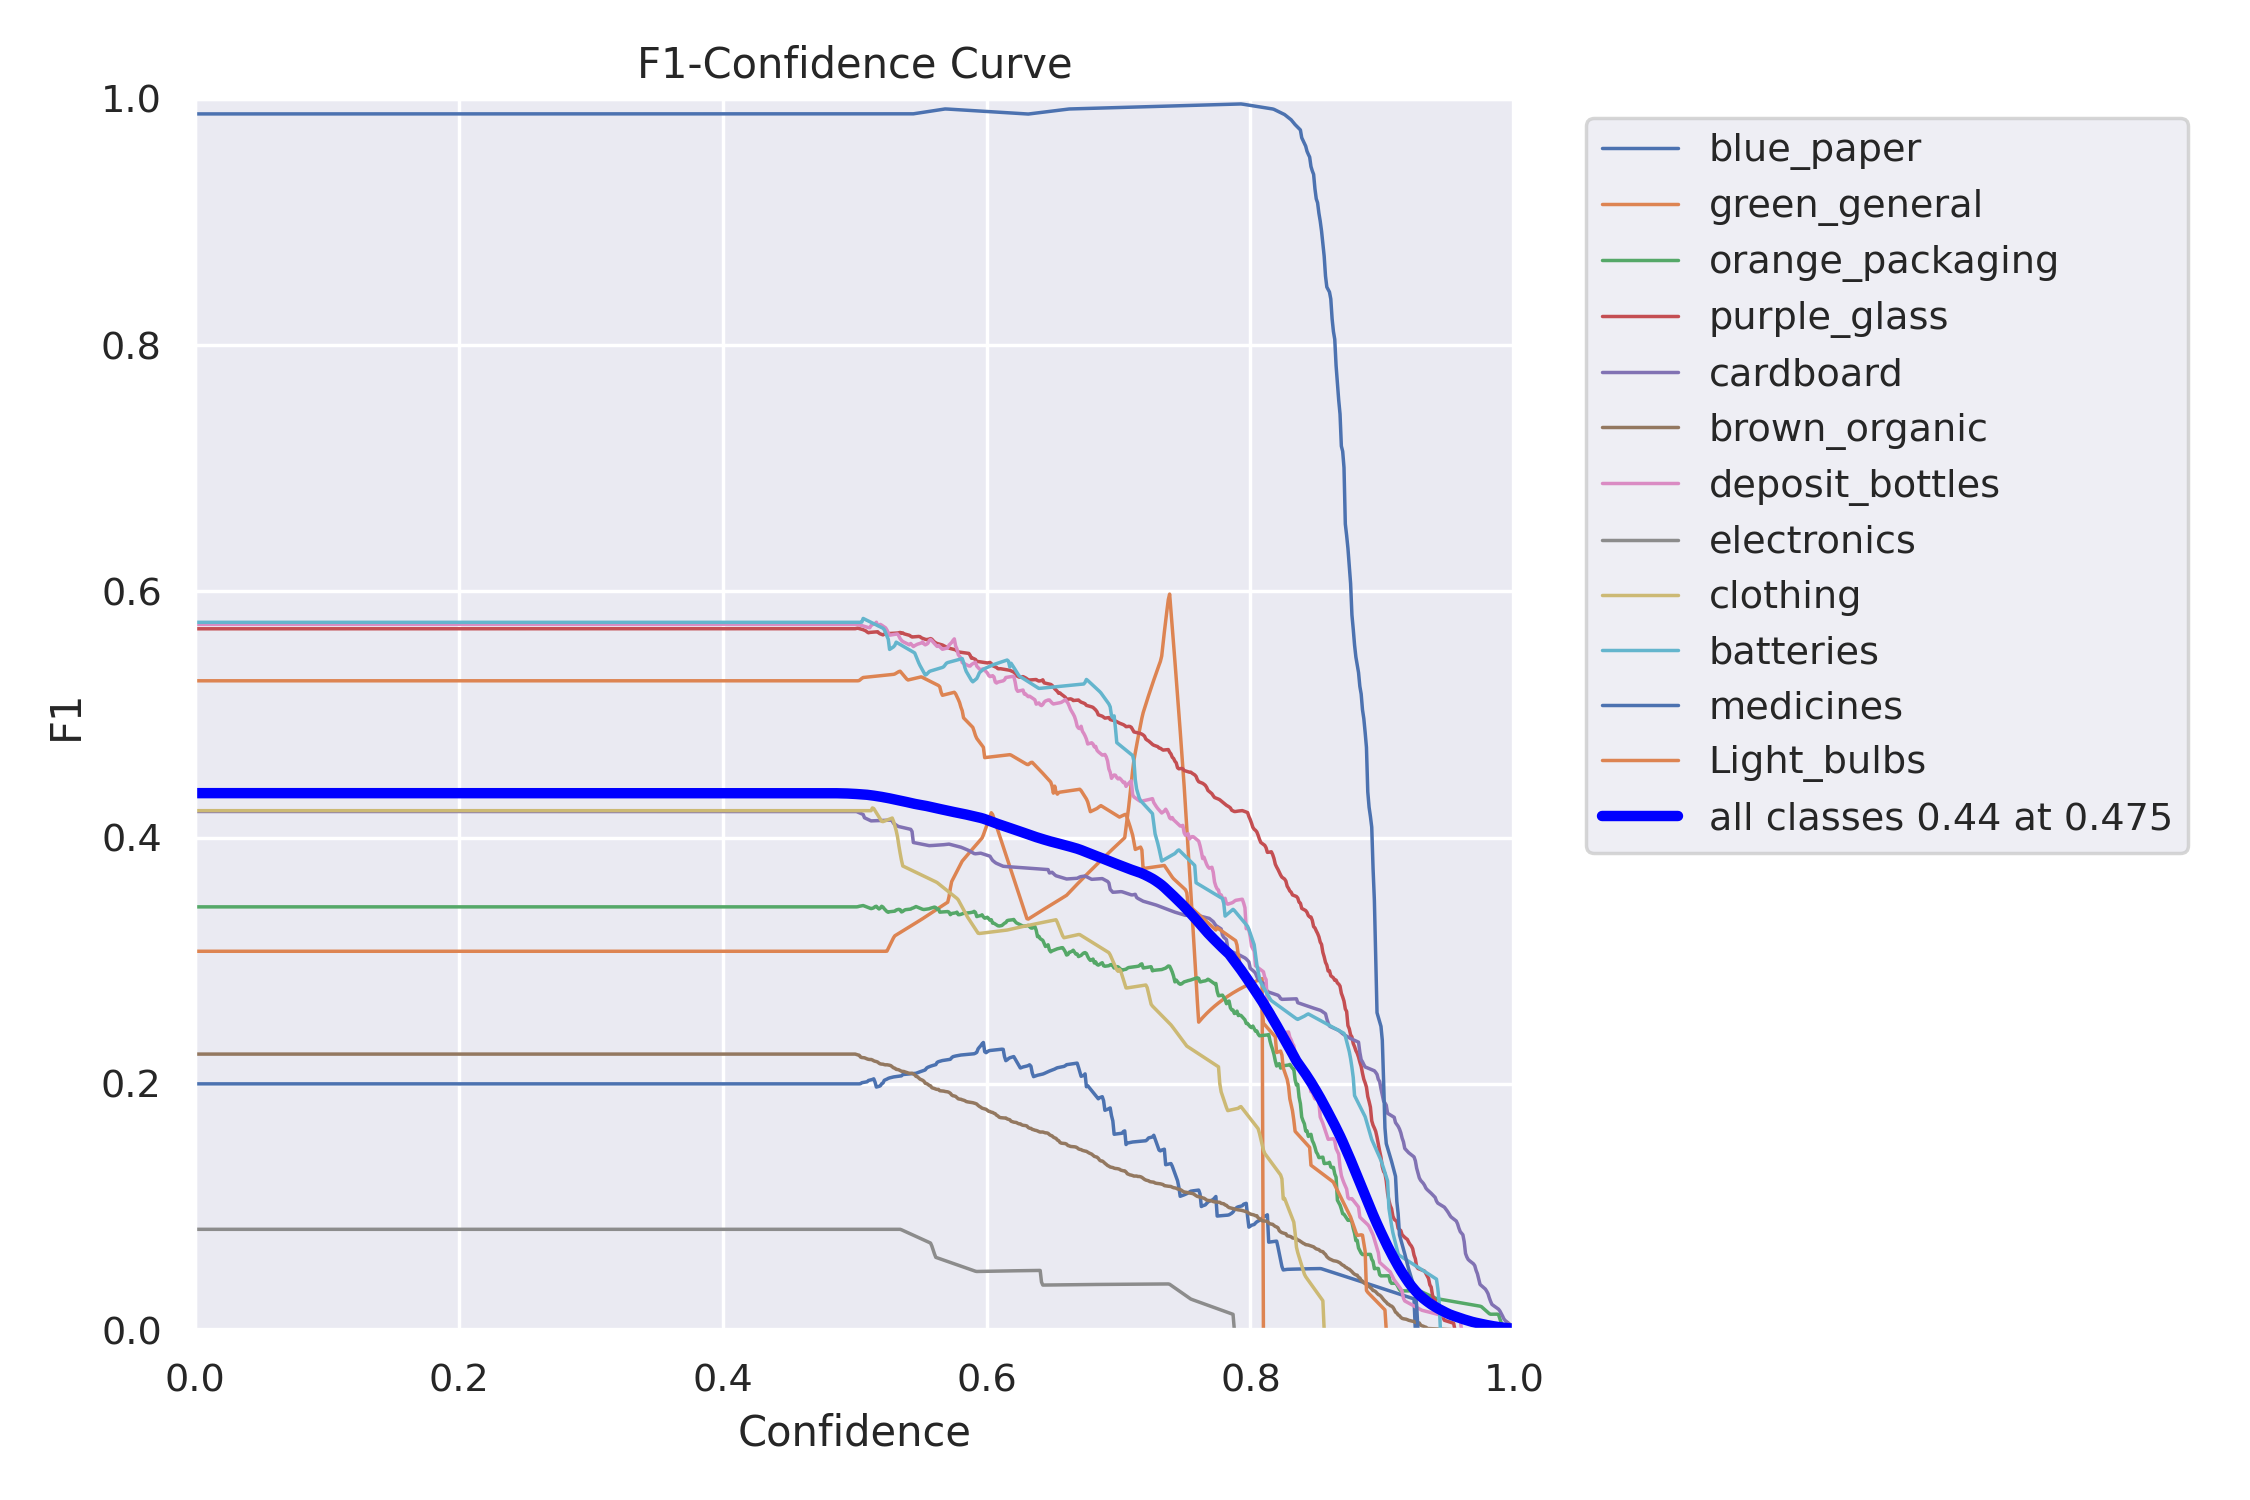 F1-Confidence Curve
1.0
0.8
0.6
0.4
0.2
0.0
F1
0.0 0.2 0.4 0.6 0.8 1.0
Confidence
blue_paper
green_general
orange_packaging
purple_glass
cardboard
brown_organic
deposit_bottles
electronics
clothing
batteries
medicines
Light_bulbs
all classes 0.44 at 0.475